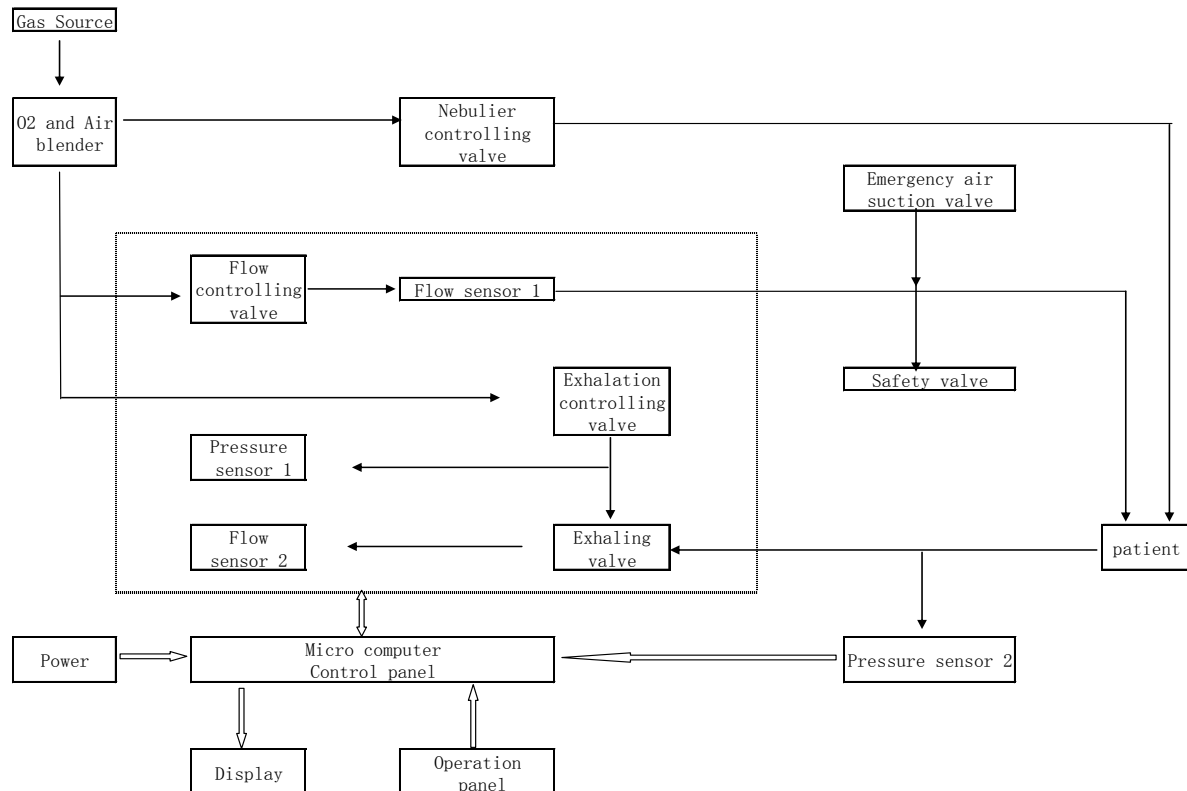 Gas Source
O2 and Air
blender
Nebulier
controlling
valve
Emergency air
suction valve
Flow
controlling
valve
Flow sensor 1
Exhalation
controlling
valve
Safety valve
Pressure
sensor 1
Flow
sensor 2
Exhaling
valve
patient
Power
Micro computer
Control panel
Pressure sensor 2
Display
Operation
panel